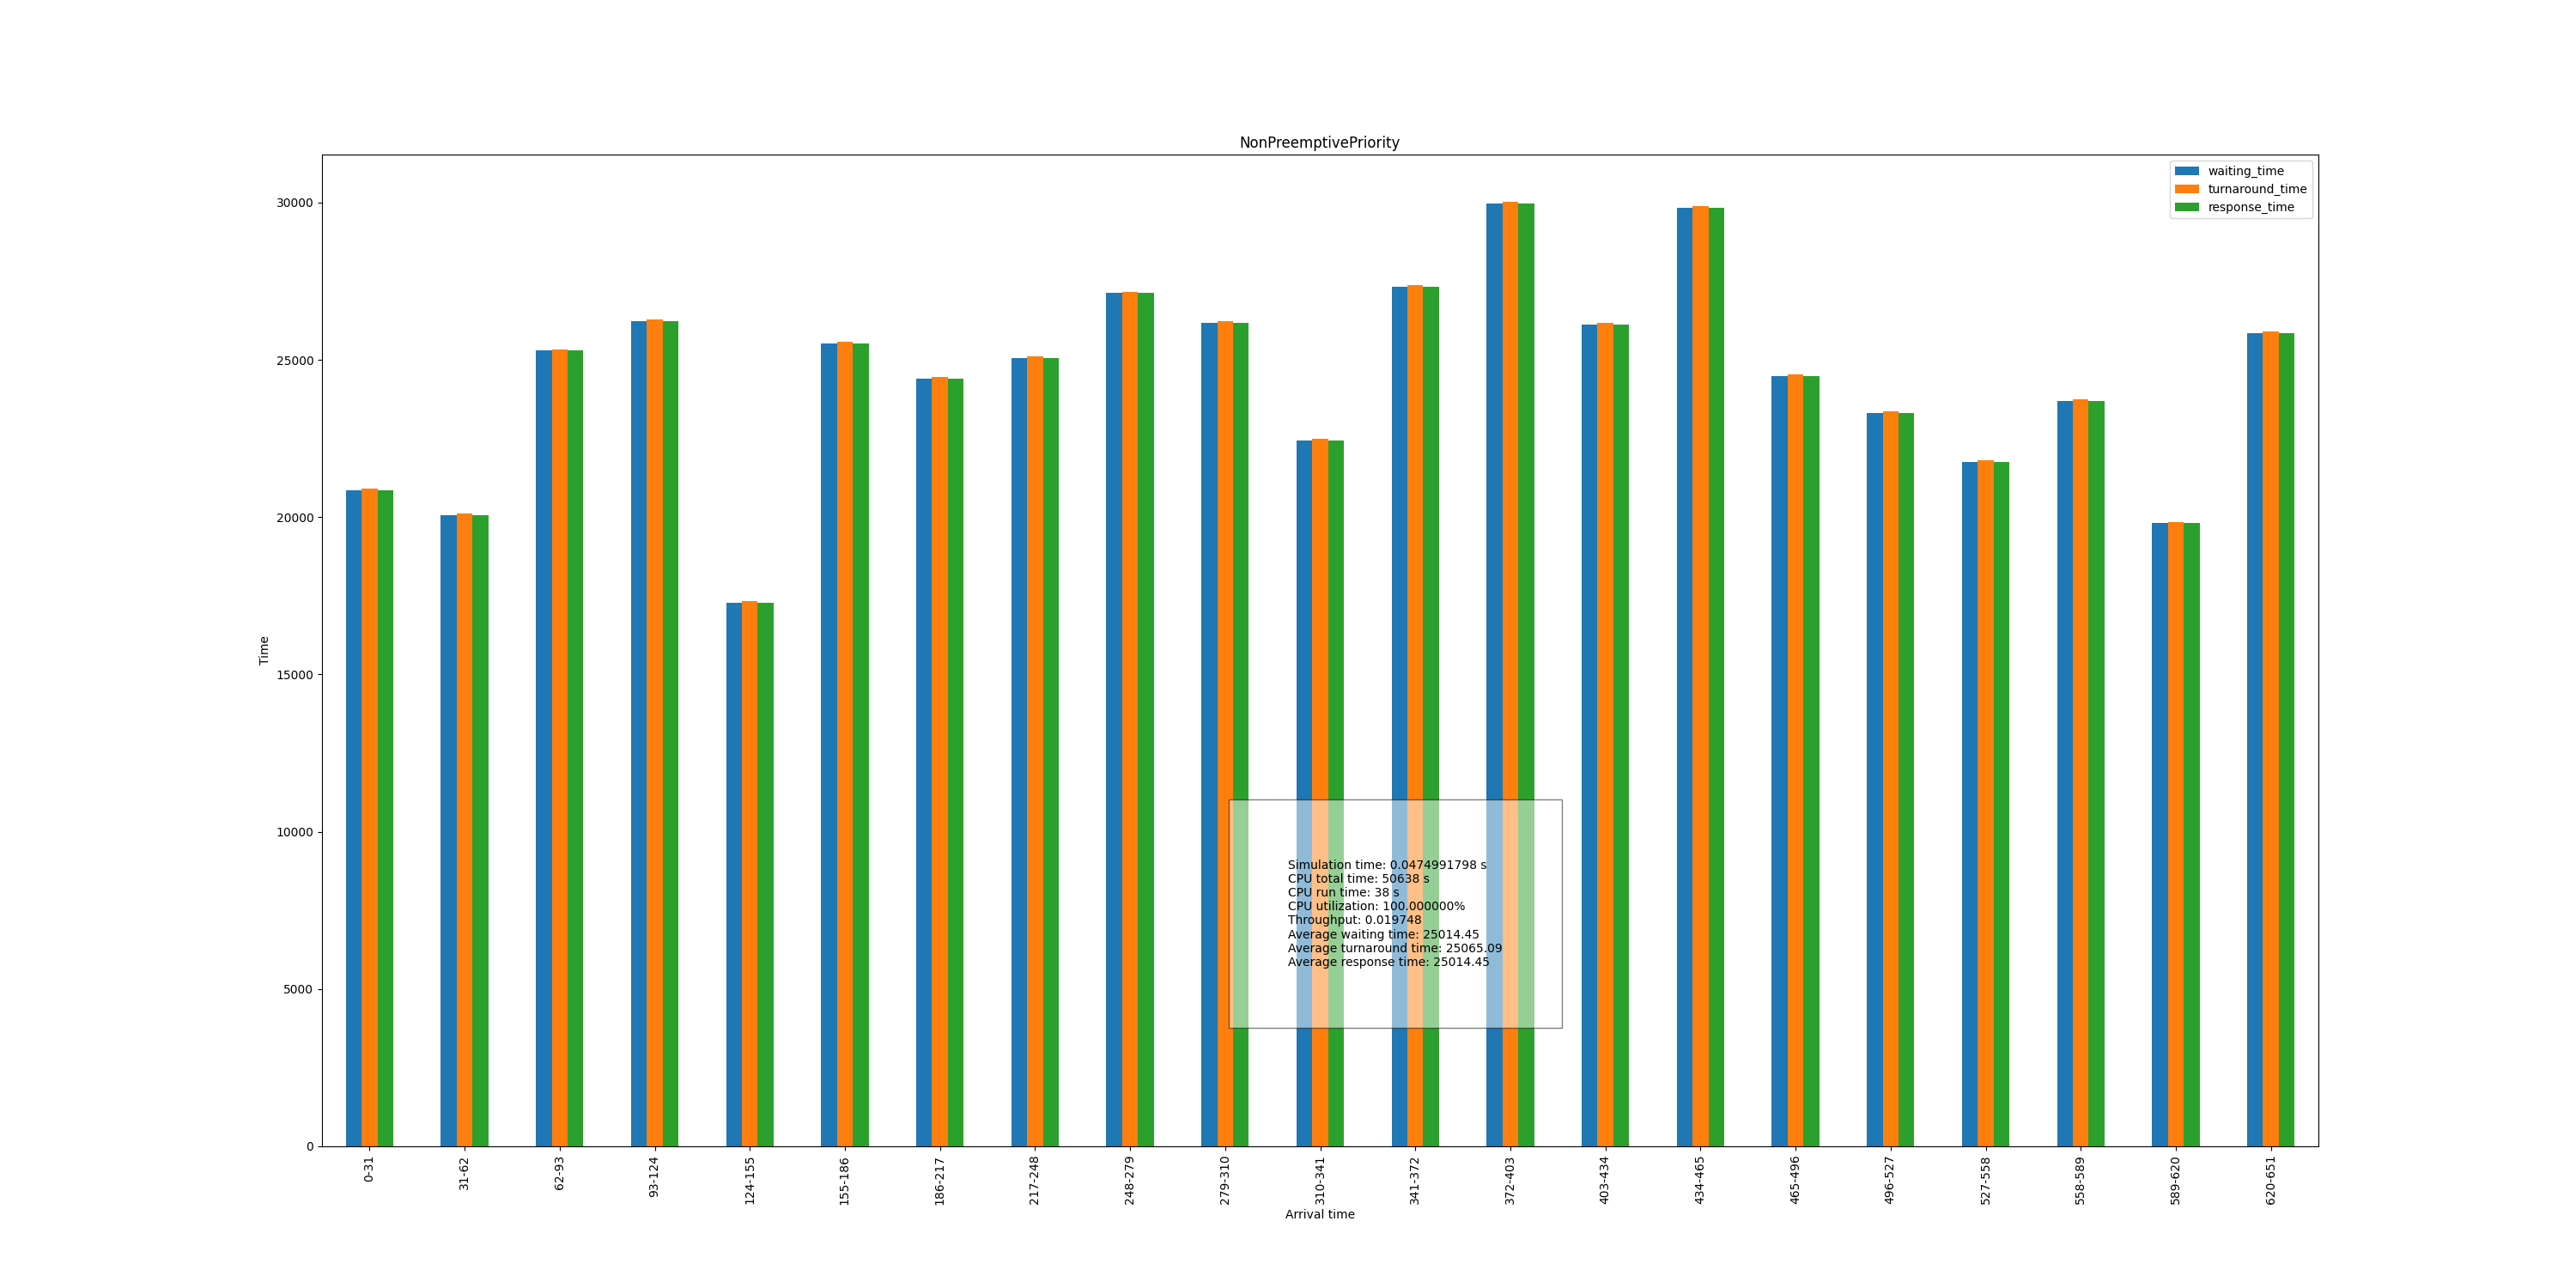 NonPreemptivePriority
waiting_time
turnaround_time
response_time
30000
25000
20000
15000
10000
5000
0
Time
Simulation time: 0.0474991798 s
CPU total time: 50638 s
CPU run time: 38 s
CPU utilization: 100.000000%
Throughput: 0.019748
Average waiting time: 25014.45
Average turnaround time: 25065.09
Average response time: 25014.45
0-31
31-62
62-93
93-124
124-155
155-186
186-217
217-248
248-279
279-310
310-341
341-372
372-403
403-434
434-465
465-496
496-527
527-558
558-589
589-620
620-651
Arrival time